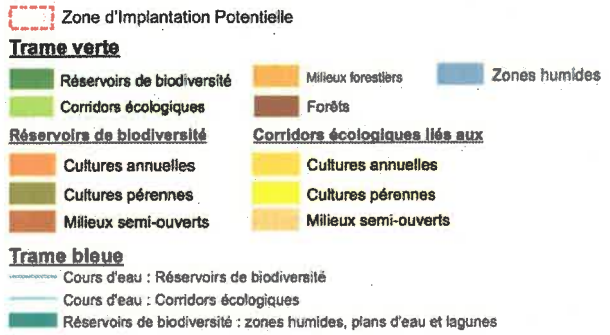 Zone d'Implantation Potentielle
Trame verte
Réservoirs de biodiversité
Milieux forestiers
Zones humides
Corridors écologiques
Forêts
Réservoirs de biodiversité
Corridors écologiques liés aux
Cultures annuelles
Cultures annuelles
Cultures pérennes
Cultures pérennes
Milieux semi-ouverts
Milieux semi-ouverts
Trame bleue
Cours d'eau : Réservoirs de biodiversité
Cours d'eau : Corridors écologiques
Réservoirs de biodiversité : zones humides, plans d'eau et lagunes